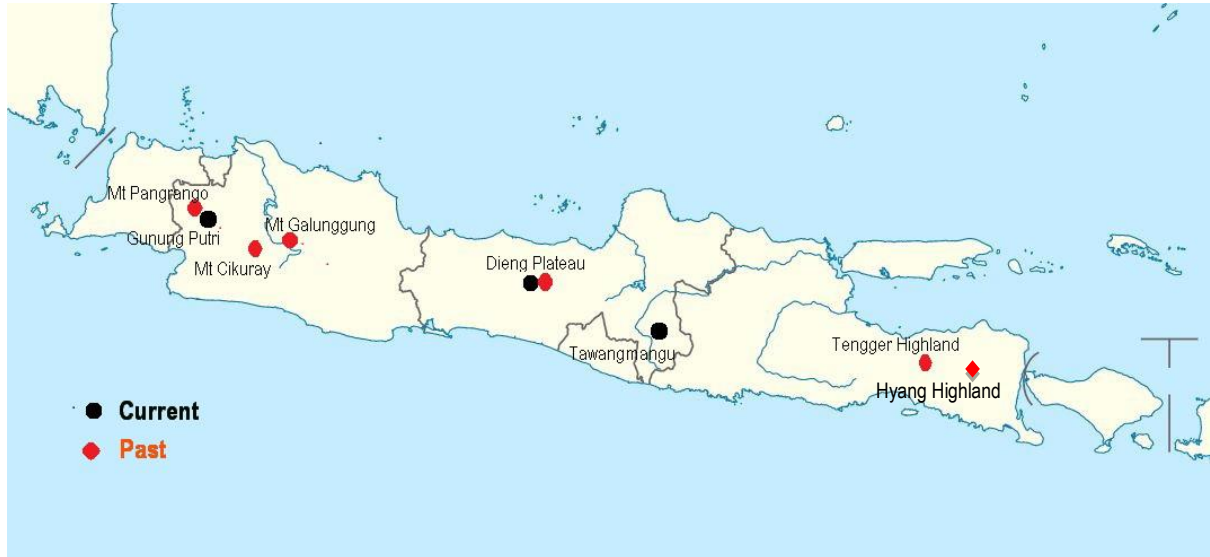 Mt Pangrango
Mt Galunggung
Gunung Putri
Mt Cikuray
Dieng Plateau
Tawangmangu
Tengger Highland
Hyang Highland
Current
Past